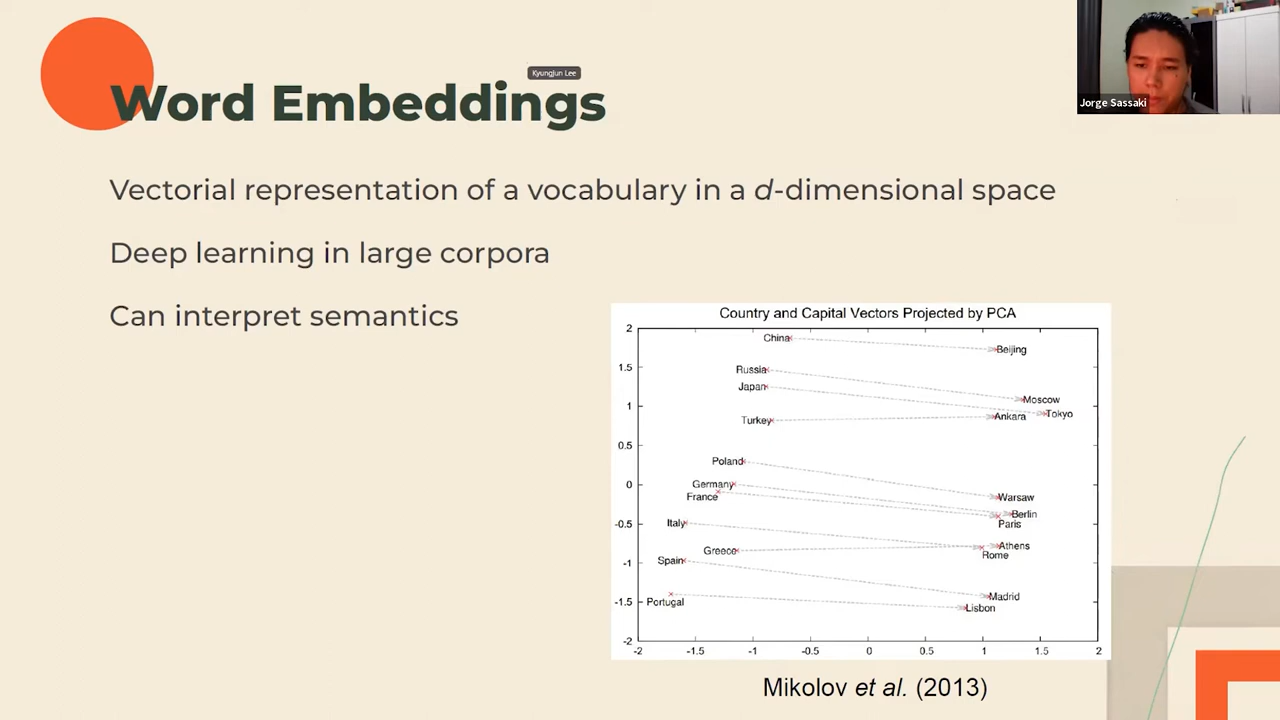 Kyungjun Lee
Word Embeddings
Jorge Sassaki
Vectorial representation of a vocabulary in a d-dimensional space
Deep learning in large corpora
Can interpret semantics
Country and Capital Vectors Projected by PCA
2
1.5
1
0.5
0
-0.5
-1
-1.5
-2
China
Beijing
Russia
Japan
Moscow
Tokyo
Turkey
Ankara
Poland
Germany
France
Warsaw
Berlin
Paris
Italy
Athens
Greece
Rome
Spain
Madrid
Portugal
Lisbon
-2 -1.5 -1 -0.5 0 0.5 1 1.5 2
Mikolov et al. (2013)